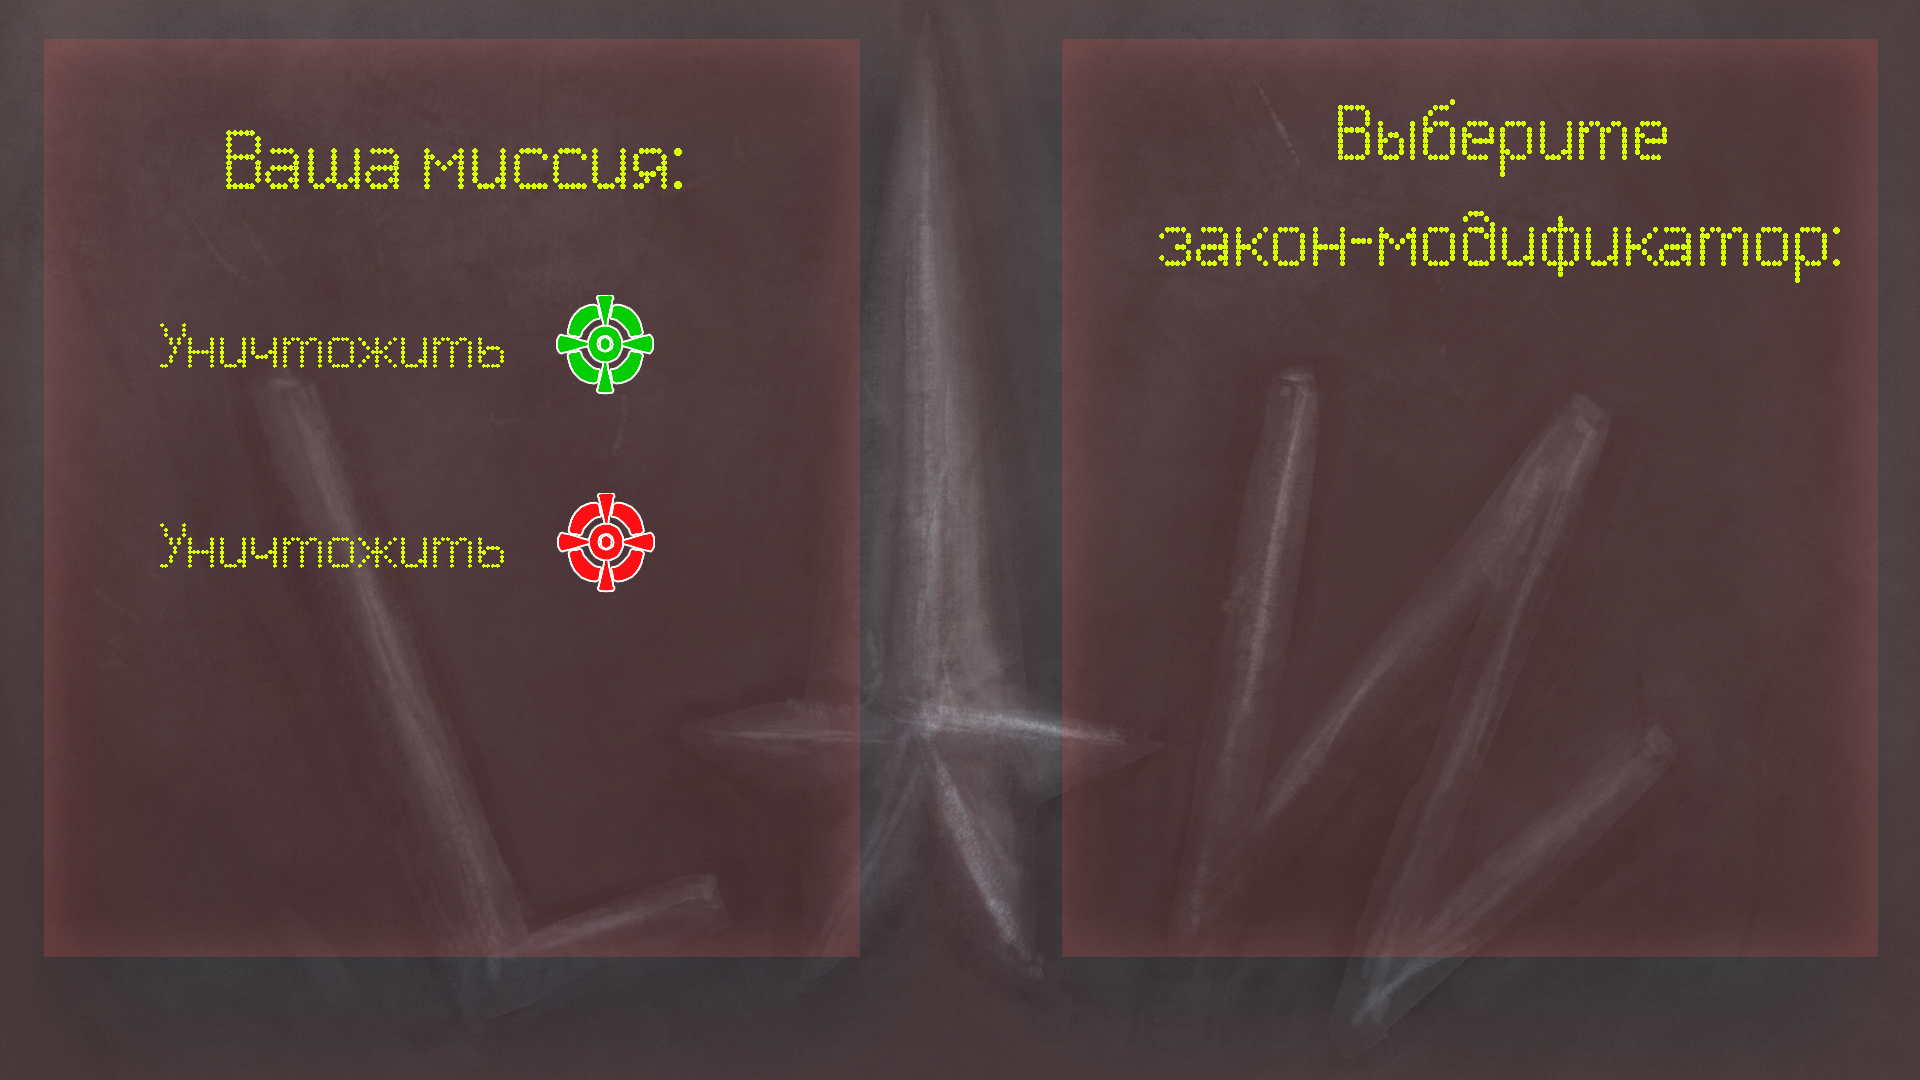 Ваша миссия:
Уничтожить
Уничтожить
Выберите
закон-модификатор: